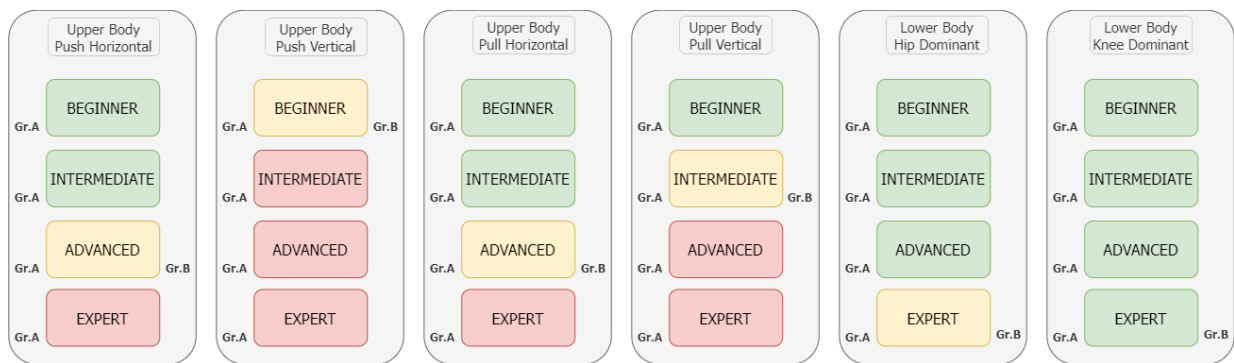 Upper Body
Push Horizontal
BEGINNER
Gr.A
INTERMEDIATE
Gr.A
ADVANCED
Gr.A
Gr.B
EXPERT
Gr.A
Upper Body
Push Vertical
BEGINNER
Gr.A
Gr.B
INTERMEDIATE
Gr.A
ADVANCED
Gr.A
EXPERT
Gr.A
Upper Body
Pull Horizontal
BEGINNER
Gr.A
INTERMEDIATE
Gr.A
ADVANCED
Gr.A
Gr.B
EXPERT
Gr.A
Upper Body
Pull Vertical
BEGINNER
Gr.A
INTERMEDIATE
Gr.A
Gr.B
ADVANCED
Gr.A
EXPERT
Gr.A
Lower Body
Hip Dominant
BEGINNER
Gr.A
INTERMEDIATE
Gr.A
ADVANCED
Gr.A
EXPERT
Gr.A
Gr.B
Lower Body
Knee Dominant
BEGINNER
Gr.A
INTERMEDIATE
Gr.A
ADVANCED
Gr.A
EXPERT
Gr.A
Gr.B